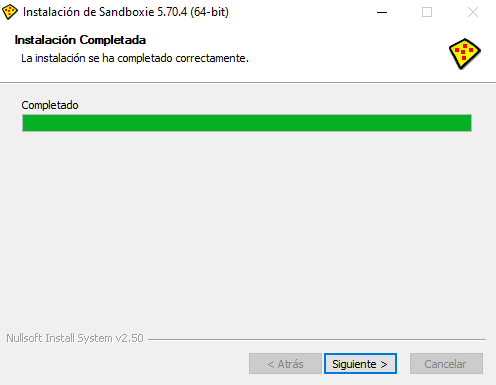 Instalación de Sandboxie 5.70.4 (64-bit)
Instalación Completada
La instalación se ha completado correctamente.
Completado
Nullsoft Install System v2.50
< Atrás
Siguiente >
Cancelar